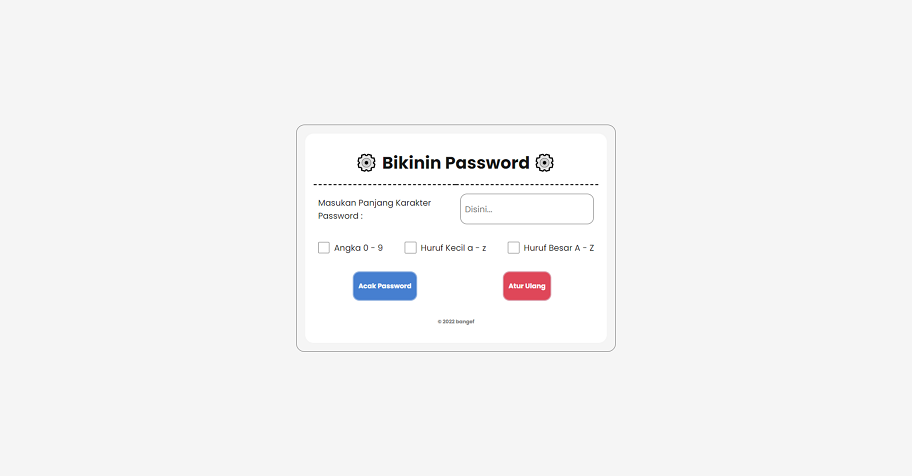 Bikinin Password
Masukan Panjang Karakter
Password :
Disini...
Angka 0 - 9
Huruf Kecil a - z
Huruf Besar A - Z
Acak Password
Atur Ulang
© 2022 bangef